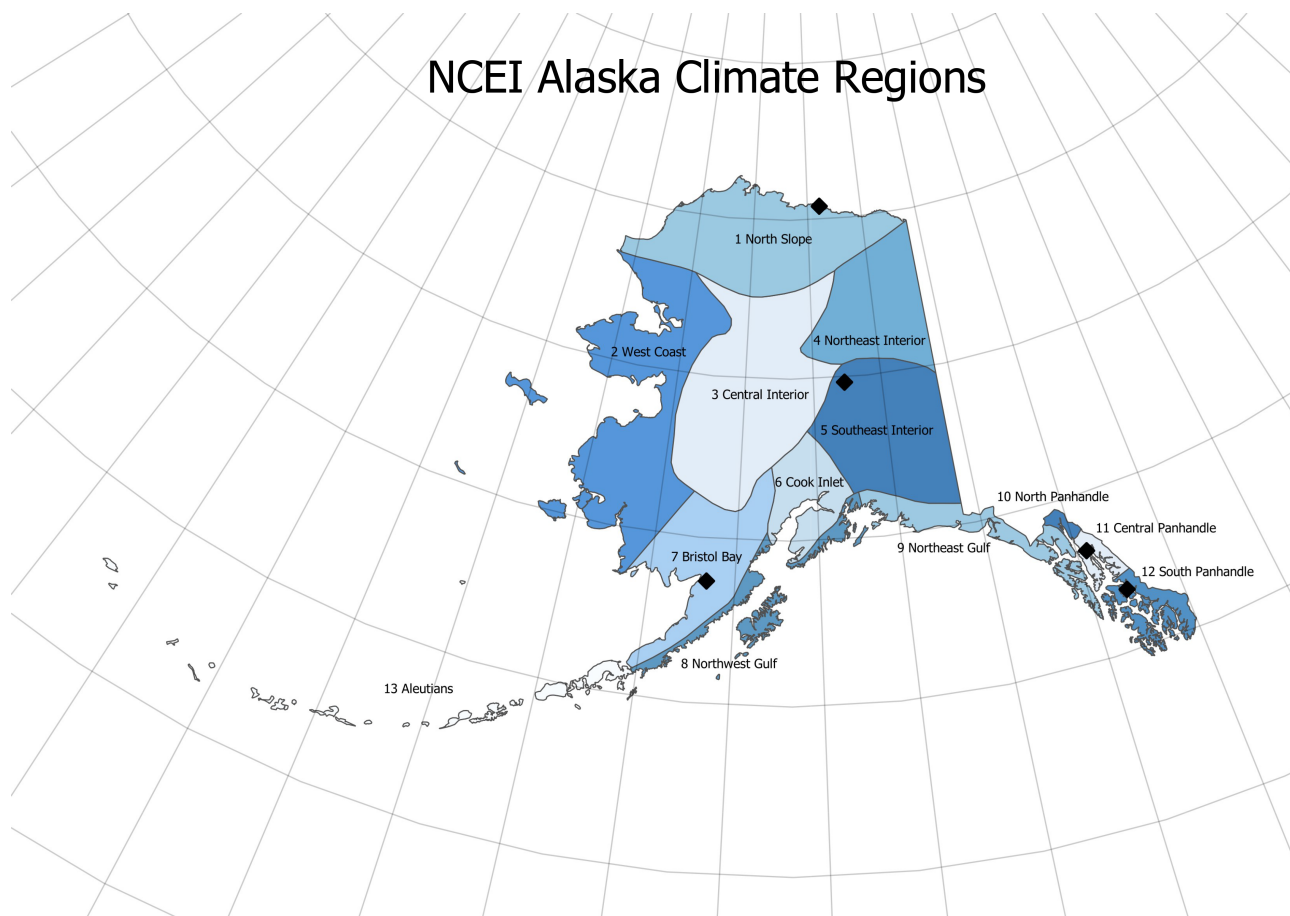 NCEI Alaska Climate Regions
1 North Slope
4 Northeast Interior
2 West Coast
3 Central Interior
5 Southeast Interior
6 Cook Inlet
10 North Panhandle
11 Central Panhandle
9 Northeast Gulf
7 Bristol Bay
12 South Panhandle
8 Northwest Gulf
13 Aleutians